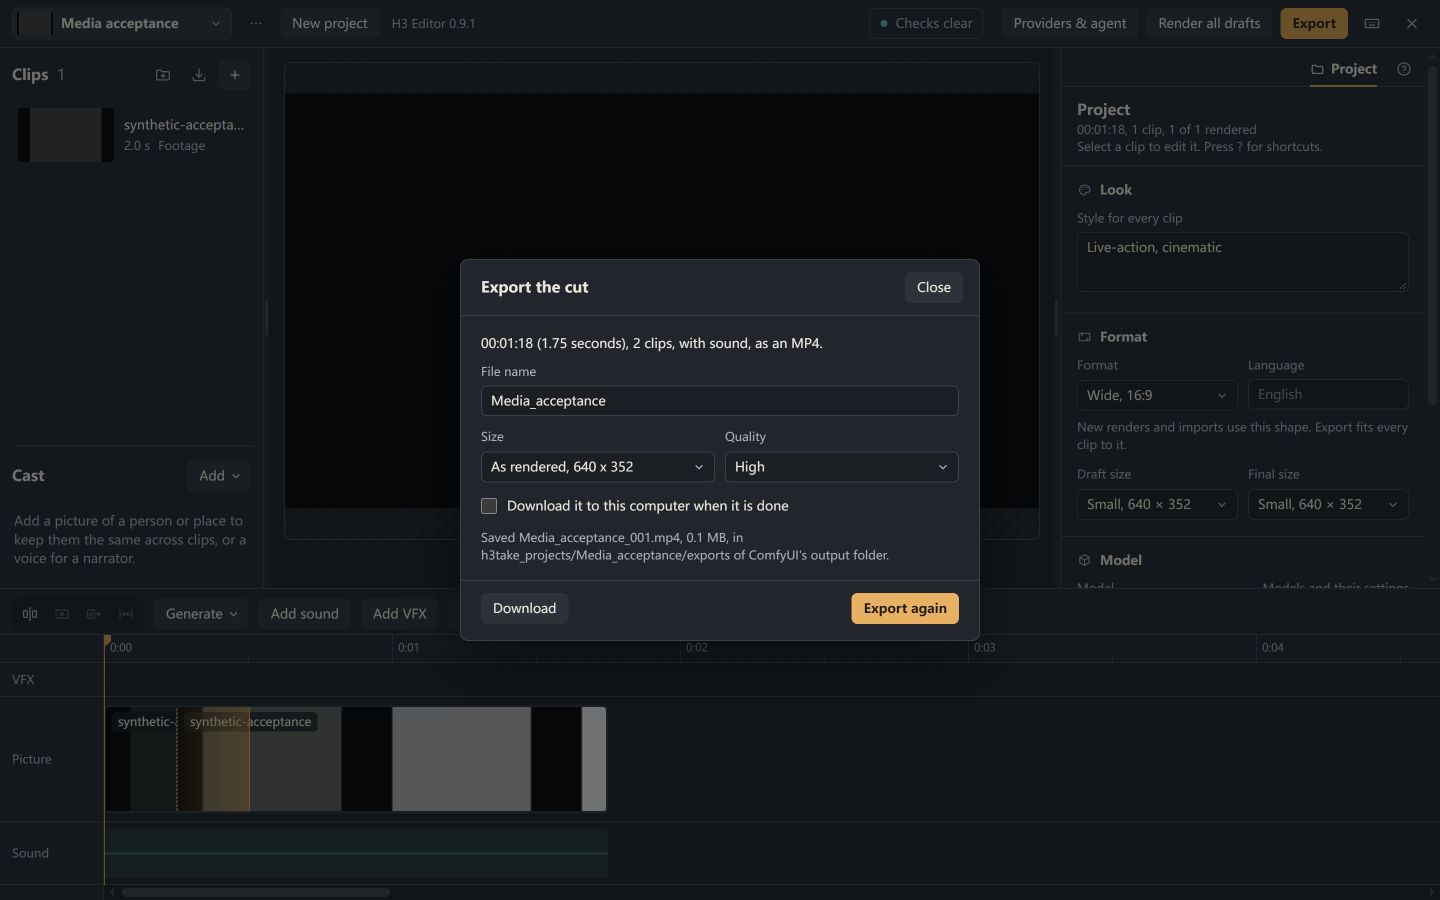 Media acceptance
New project
H3 Editor 0.9.1
Checks clear
Providers & agent
Render all drafts
Export
Clips 1
synthetic-accepta...
2.0 s Footage
Cast
Add
Add a picture of a person or place to
keep them the same across clips, or a
voice for a narrator.
Project
Project
00:01:18, 1 clip, 1 of 1 rendered
Select a clip to edit it. Press ? for shortcuts.
Look
Style for every clip
Live-action, cinematic
Format
Format
Language
Wide, 16:9
English
New renders and imports use this shape. Export fits every
clip to it.
Draft size
Final size
Small, 640 × 352
Small, 640 × 352
Model
Model
Models and their settings
Export the cut
Close
00:01:18 (1.75 seconds), 2 clips, with sound, as an MP4.
File name
Media_acceptance
Size
Quality
As rendered, 640 x 352
High
Download it to this computer when it is done
Saved Media_acceptance_001.mp4, 0.1 MB, in
h3take_projects/Media_acceptance/exports of ComfyUI's output folder.
Download
Export again
Generate
Add sound
Add VFX
0:00
0:01
0:02
0:03
0:04
VFX
Picture
synthetic-
synthetic-acceptance
Sound